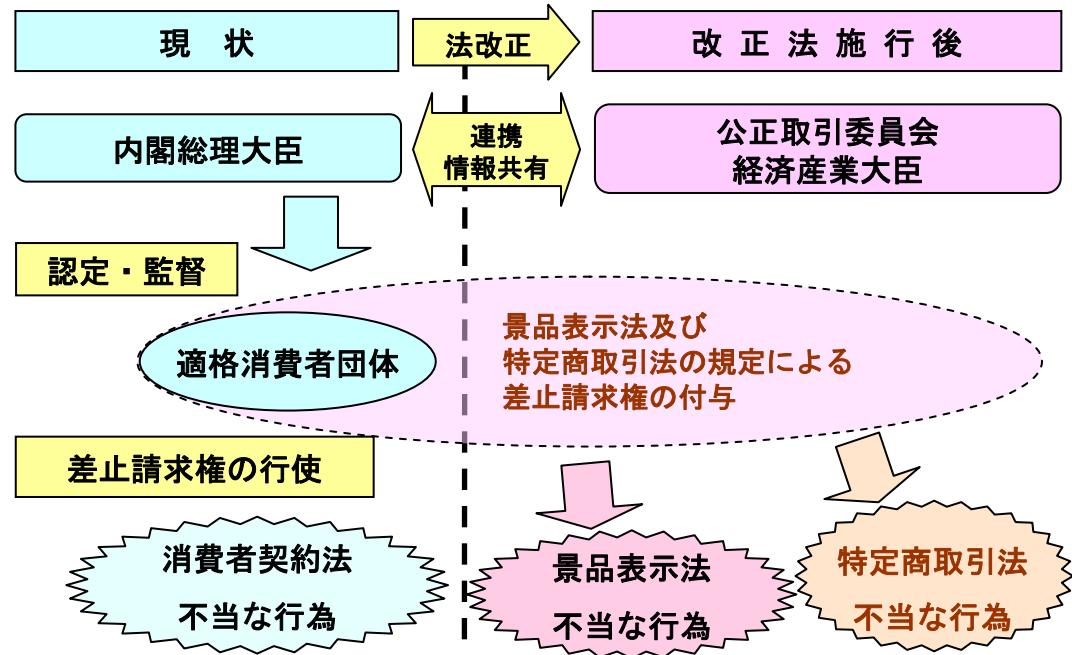 現　状
法改正
改 正 法 施 行 後
内閣総理大臣
連携
情報共有
公正取引委員会
経済産業大臣
認定・監督
適格消費者団体
景品表示法及び
特定商取引法の規定による
差止請求権の付与
差止請求権の行使
消費者契約法
不当な行為
景品表示法
不当な行為
特定商取引法
不当な行為